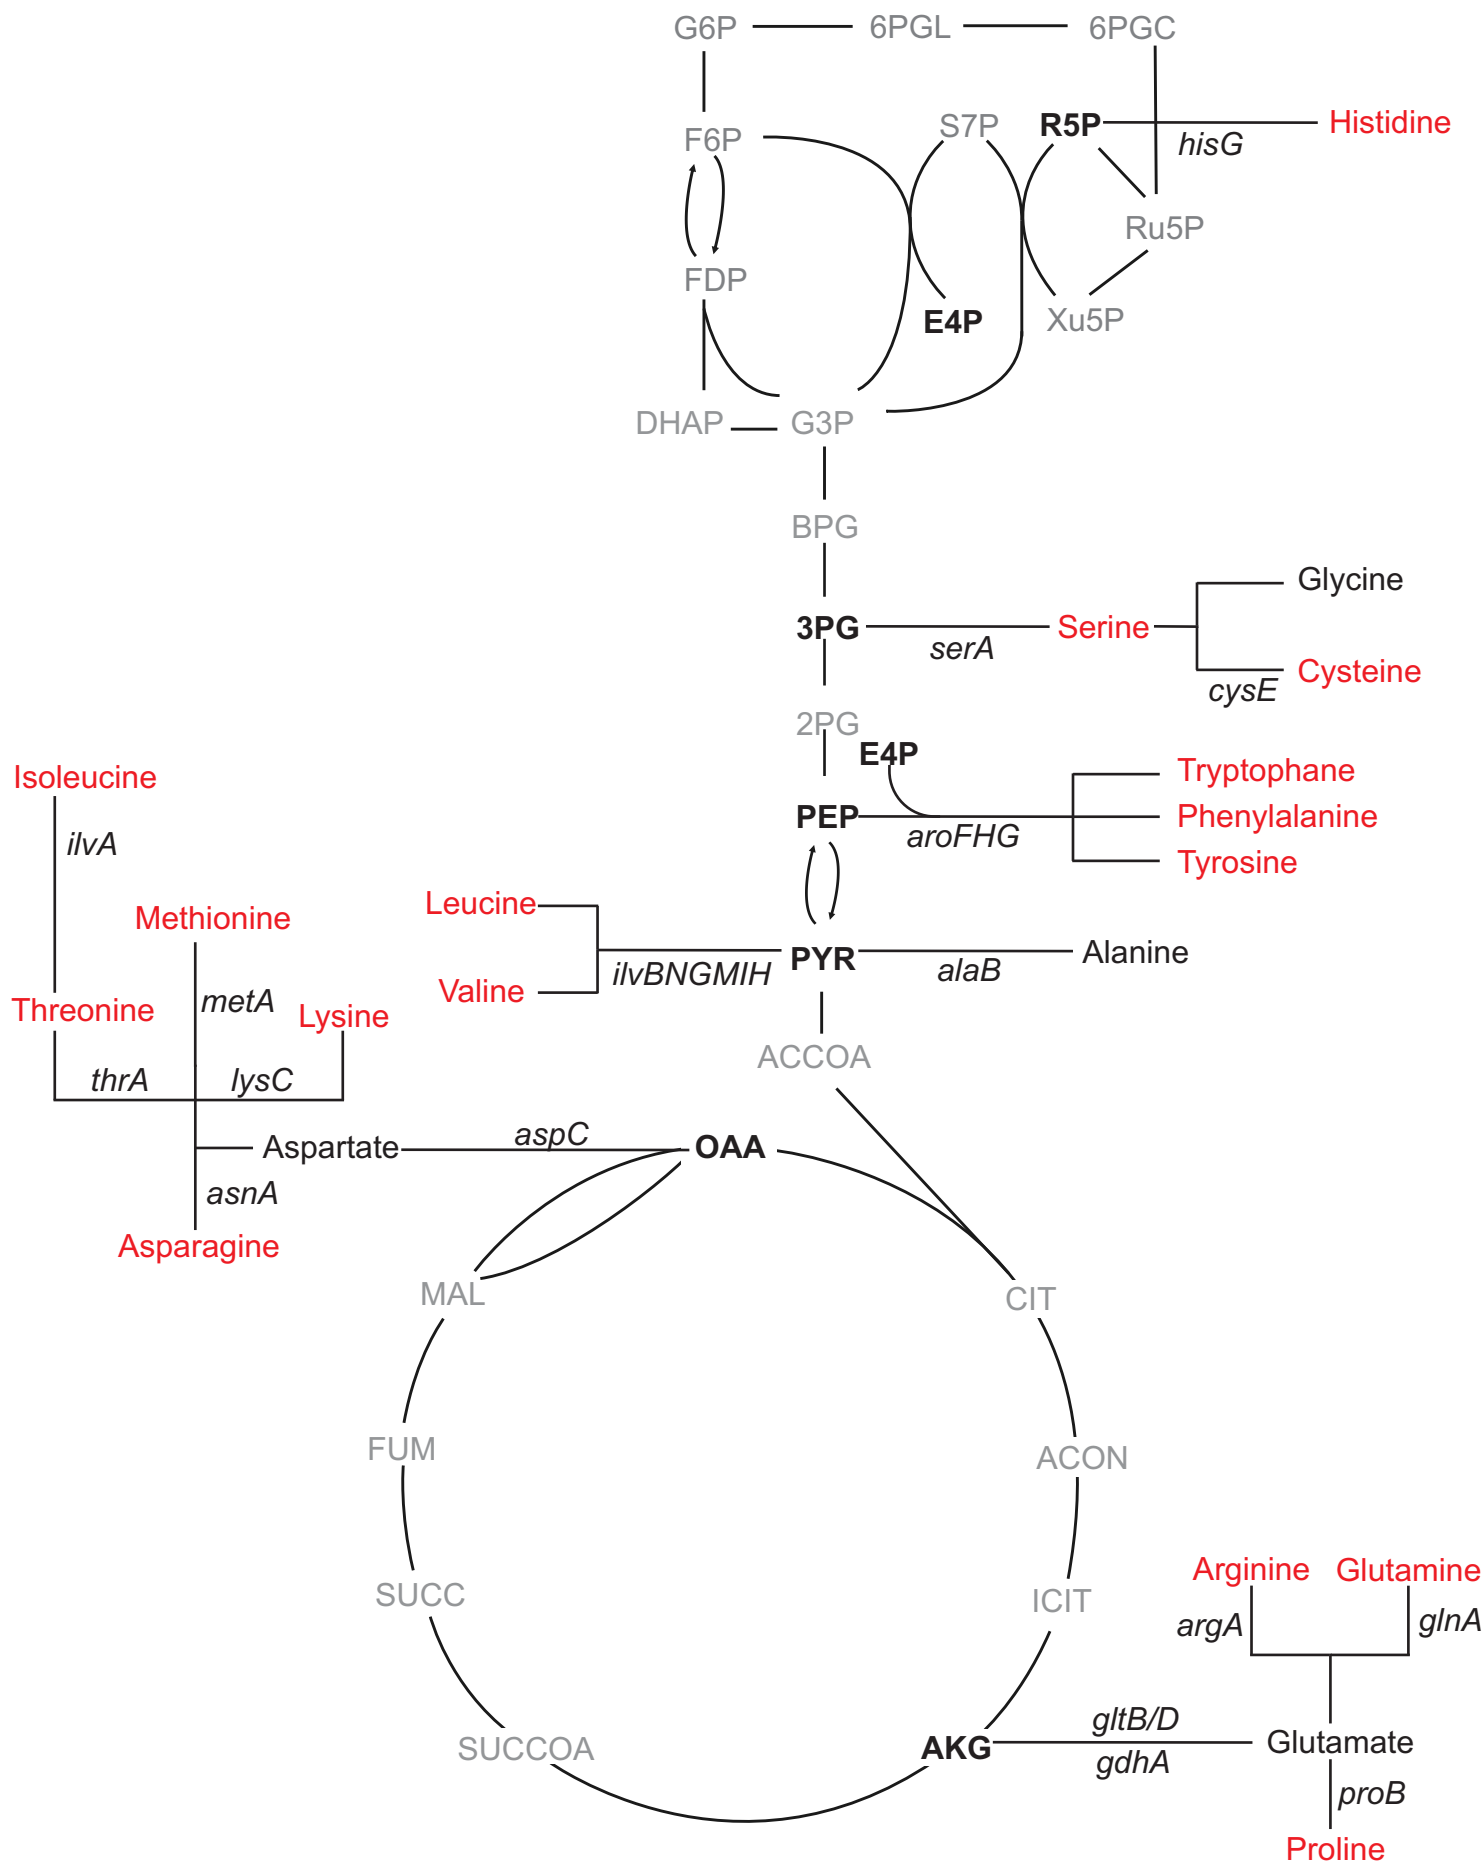 G6P 6PGL 6PGC
F6P S7P R5P Histidine
hisG
Ru5P
FDP
E4P Xu5P
DHAP G3P
BPG
Glycine
3PG Serine
serA
Cysteine
cysE
2PG
E4P
Isoleucine Tryptophane
PEP Phenylalanine
ilvA aroFHG
Tyrosine
Leucine
Methionine
PYR Alanine
ilvBNGMIH alaB
Valine
metA
Threonine Lysine
ACCOA
thrA lysC
aspC
Aspartate OAA
asnA
Asparagine
MAL CIT
FUM ACON
Arginine Glutamine
SUCC ICIT
argA glnA
gltB/D
SUCCOA AKG Glutamate
gdhA
proB
Proline